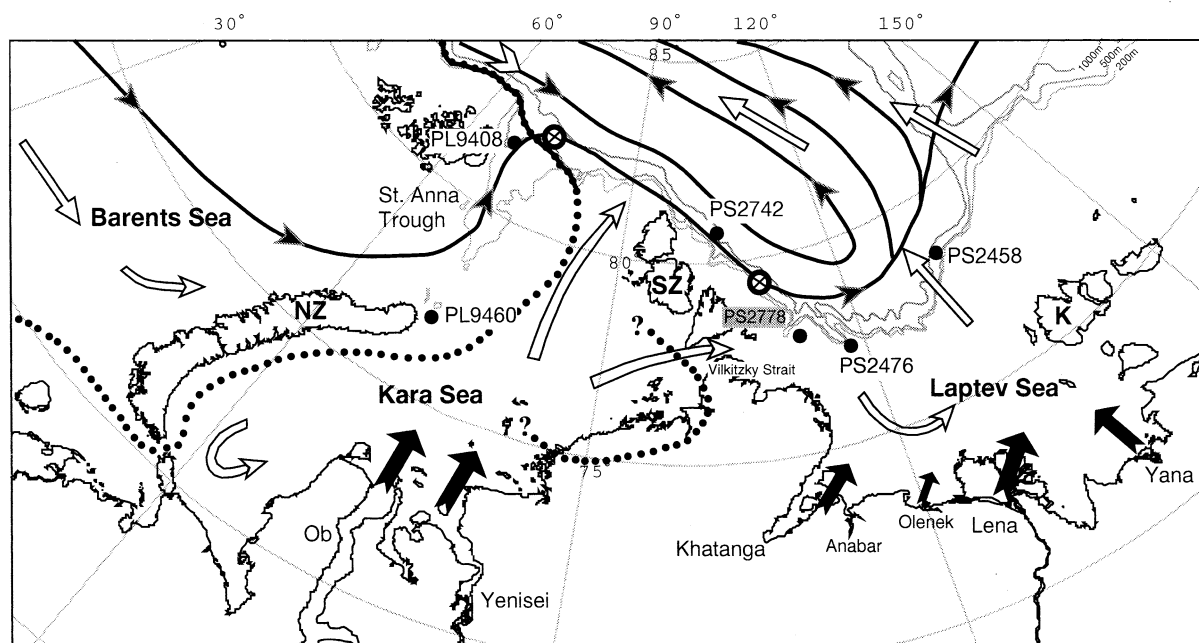 30° 60° 90° 120° 150°
85
1000m
500m
200m
PL9408
St. Anna
Trough
Barents Sea
PS2742
PS2458
80
SZ
NZ
K
PL9460
?
PS2778
PS2476
Vilkitzky Strait
Kara Sea
Laptev Sea
?
75
Yana
Ob
Khatanga
Anabar
Olenek
Lena
Yenisei